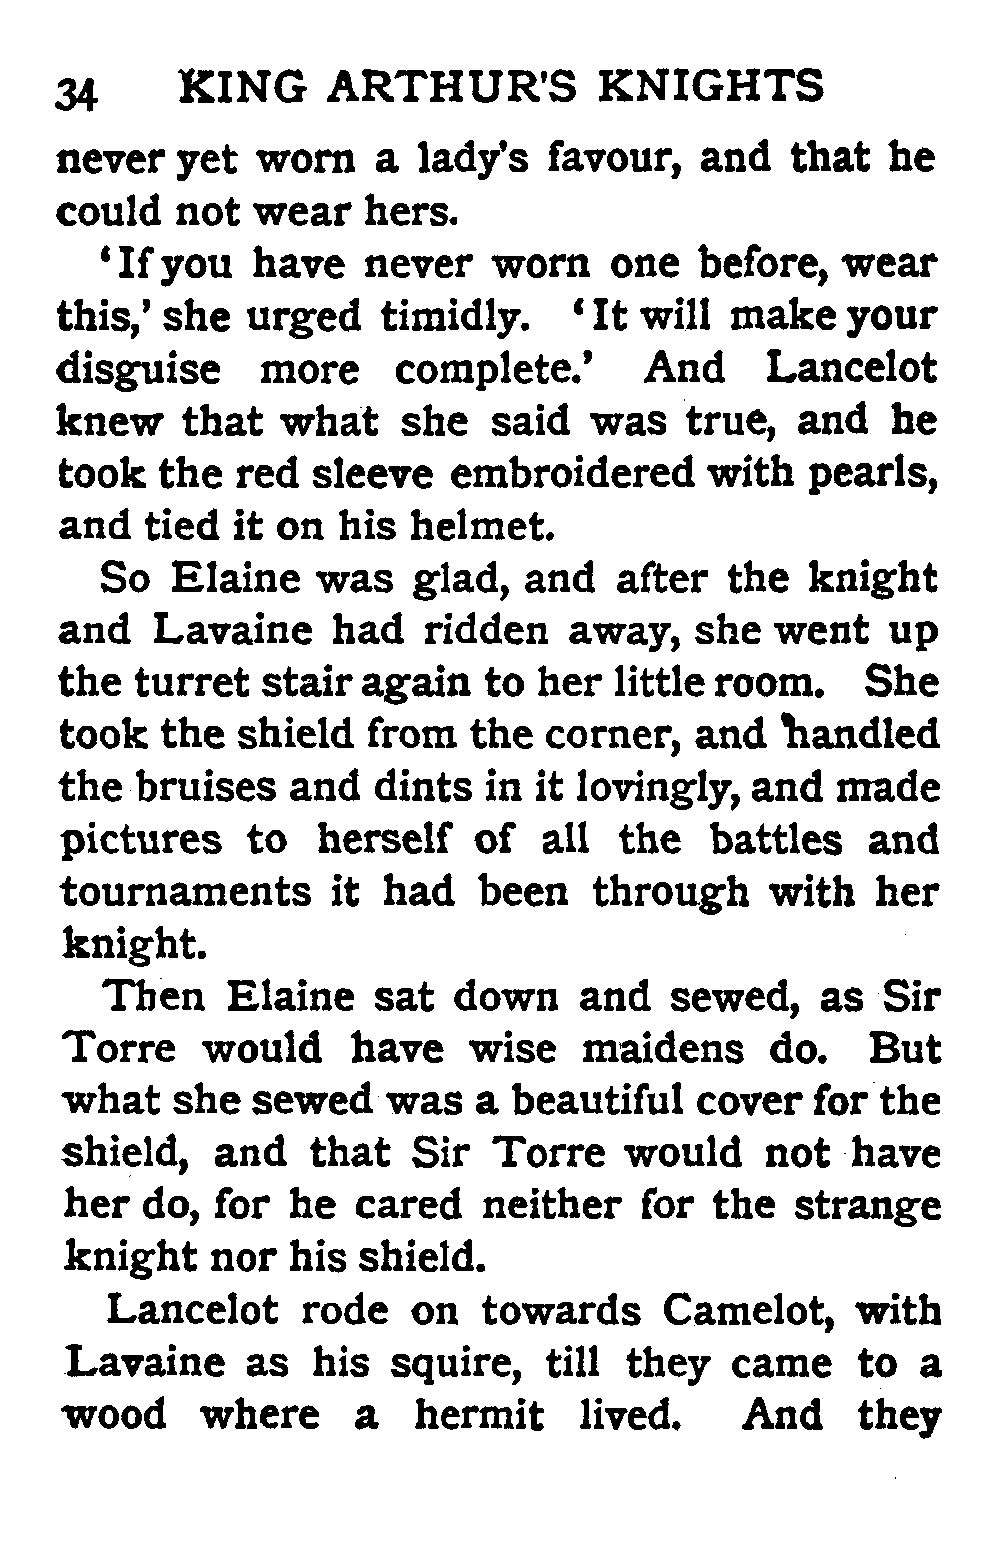 34 KING ARTHUR'S KNIGHTS
never yet worn a lady's favour, and that he
could not wear hers.
‘If you have never worn one before, wear
this,’ she urged timidly. ‘It will make your
disguise more complete.’ And Lancelot
knew that what she said was true, and he
took the red sleeve embroidered with pearls,
and tied it on his helmet.
So Elaine was glad, and after the knight
and Lavaine had ridden away, she went up
the turret stair again to her little room. She
took the shield from the corner, and handled
the bruises and dints in it lovingly, and made
pictures to herself of all the battles and
tournaments it had been through with her
knight.
Then Elaine sat down and sewed, as Sir
Torre would have wise maidens do. But
what she sewed was a beautiful cover for the
shield, and that Sir Torre would not have
her do, for he cared neither for the strange
knight nor his shield.
Lancelot rode on towards Camelot, with
Lavaine as his squire, till they came to a
wood where a hermit lived. And they